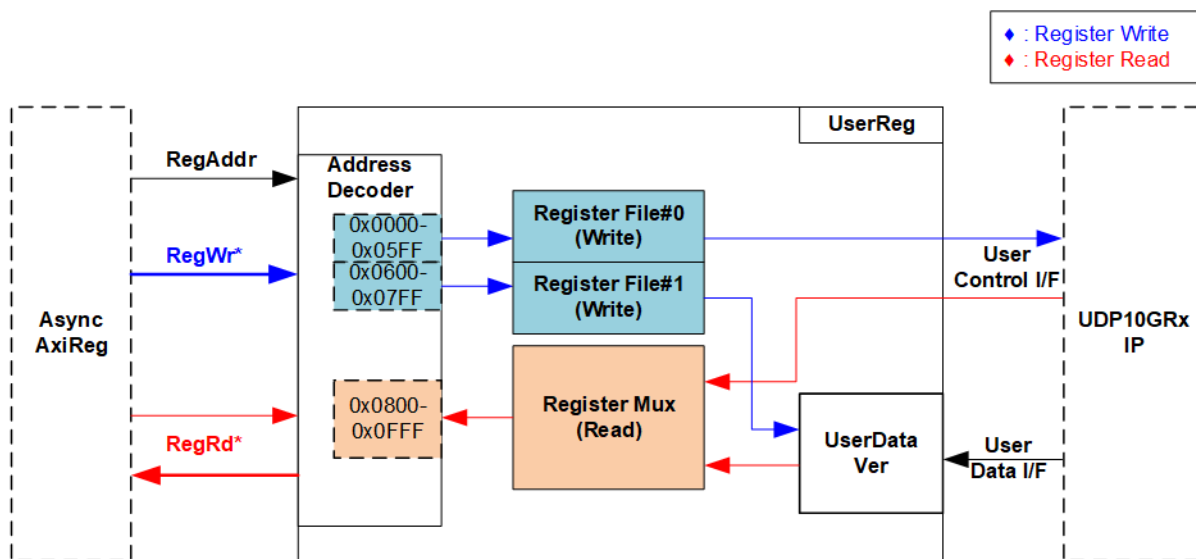 ♦ : Register Write
♦ : Register Read
UserReg
RegAddr
Address
Decoder
0x0000-
0x05FF
Register File#0
(Write)
RegWr*
0x0600-
0x07FF
Register File#1
(Write)
User
Control I/F
Async
AxiReg
UDP10GRx
IP
0x0800-
0x0FFF
Register Mux
(Read)
RegRd*
UserData
Ver
User
Data I/F